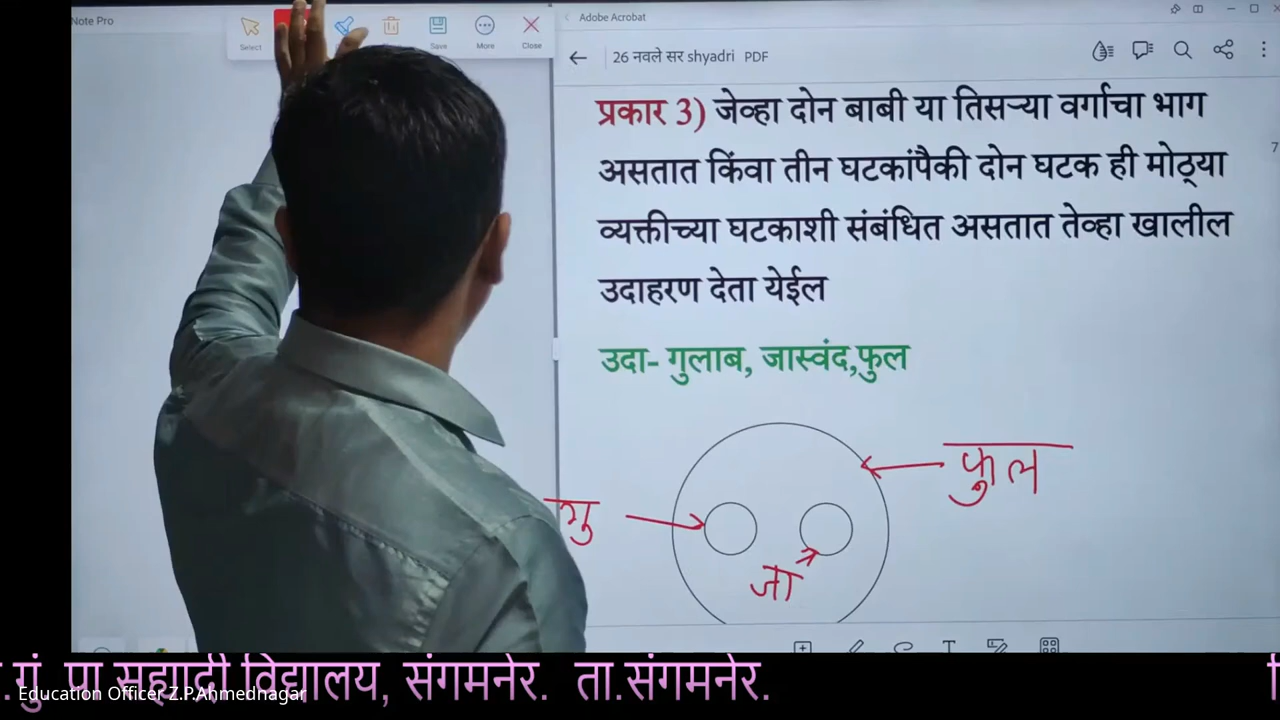 Note Pro
Adobe Acrobat
Select
Save
More
Close
26 नवले सर shyadri PDF
प्रकार 3) जेव्हा दोन बाबी या तिसऱ्या वर्गाचा भाग
7
असतात किंवा तीन घटकांपैकी दोन घटक ही मोठ्या
व्यक्तीच्या घटकाशी संबंधित असतात तेव्हा खालील
उदाहरण देता येईल
उदा- गुलाब, जास्वंद,फुल
फुल
गु
जा
.गुं. पा सह्याद्री विद्यालय, संगमनेर. ता.संगमनेर.
Education Officer Z.P.Ahmednagar